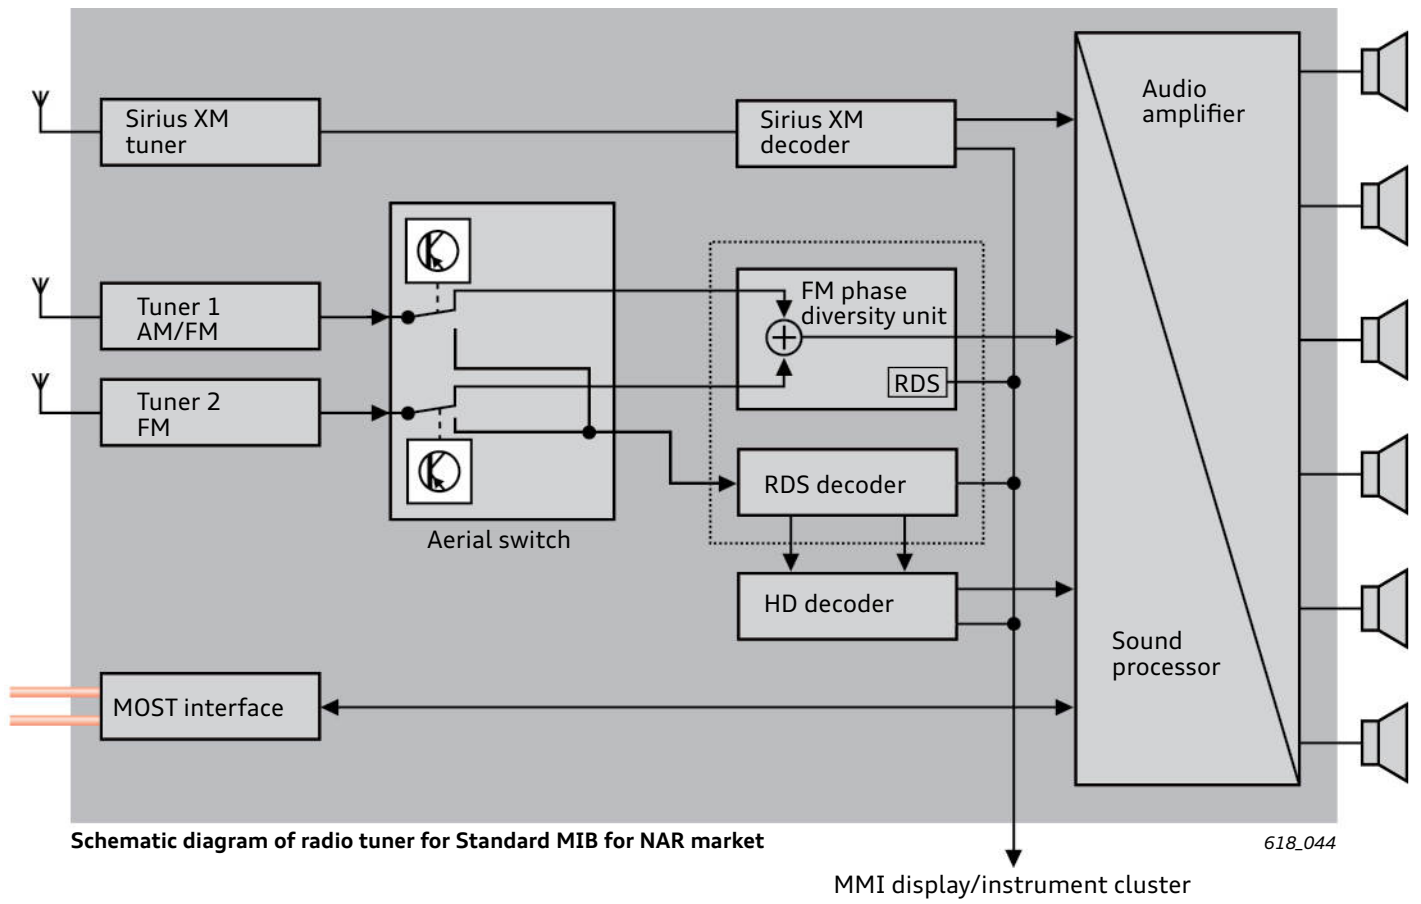 Sirius XM
tuner
Sirius XM
decoder
Audio
amplifier
Tuner 1
AM/FM
FM phase
diversity unit
RDS
Tuner 2
FM
RDS decoder
Aerial switch
HD decoder
Sound
processor
MOST interface
Schematic diagram of radio tuner for Standard MIB for NAR market
618_044
MMI display/instrument cluster